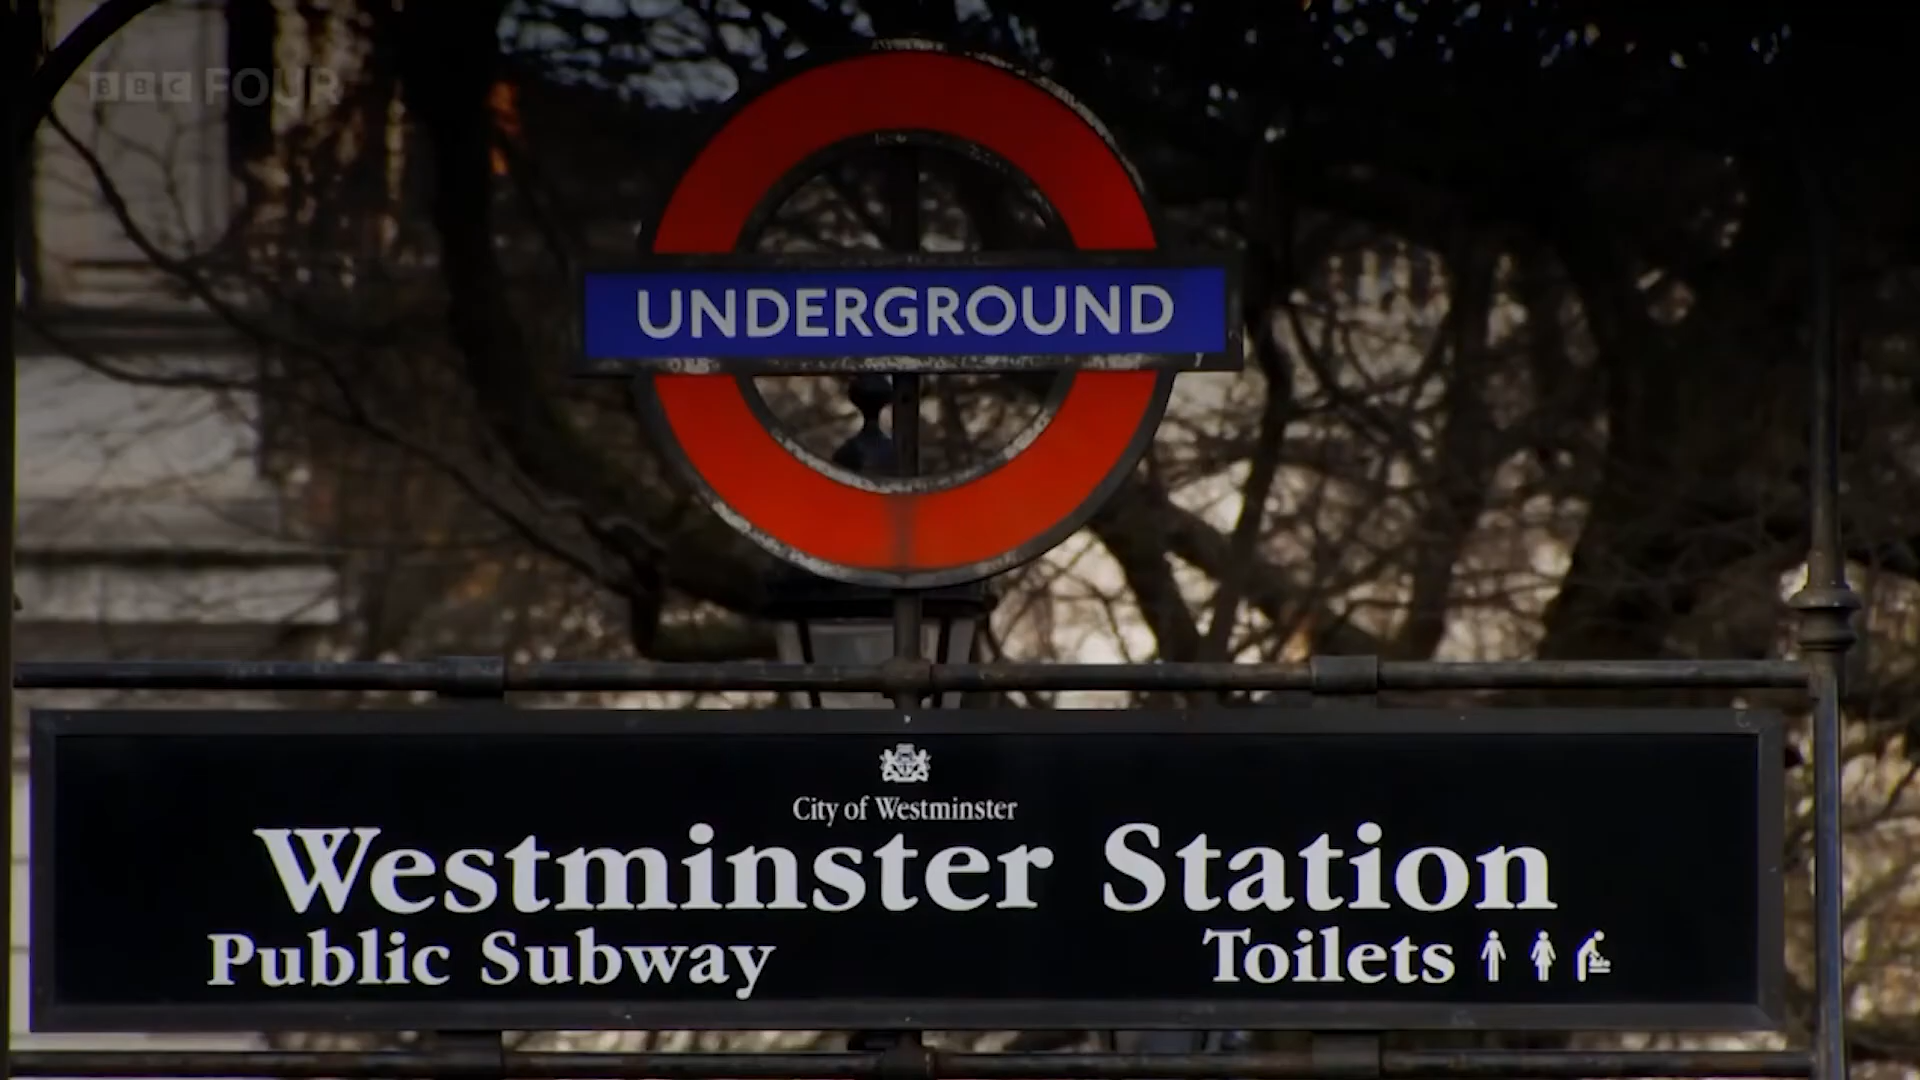 BBC FOUR
UNDERGROUND
City of Westminster
Westminster Station
Public Subway
Toilets